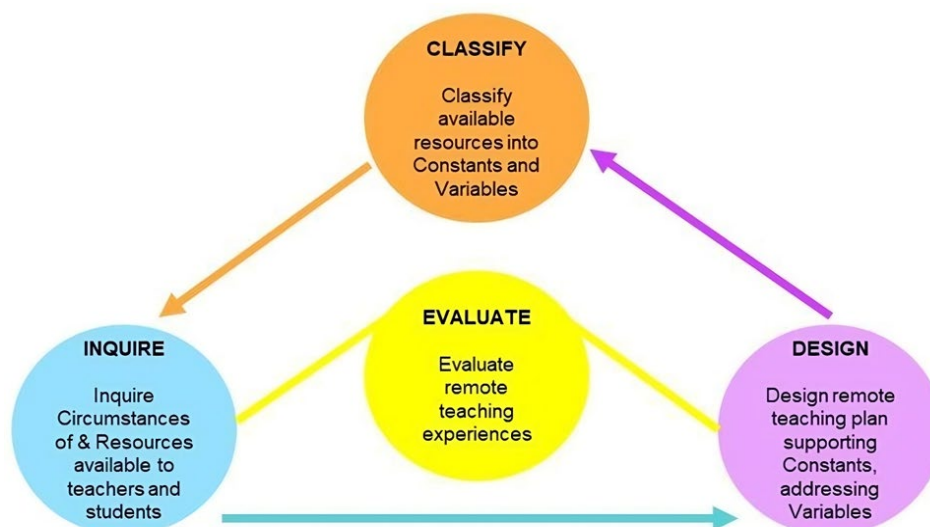 CLASSIFY
Classify
available
resources into
Constants and
Variables
EVALUATE
Evaluate
remote
teaching
experiences
INQUIRE
Inquire
Circumstances
of & Resources
available to
teachers and
students
DESIGN
Design remote
teaching plan
supporting
Constants,
addressing
Variables